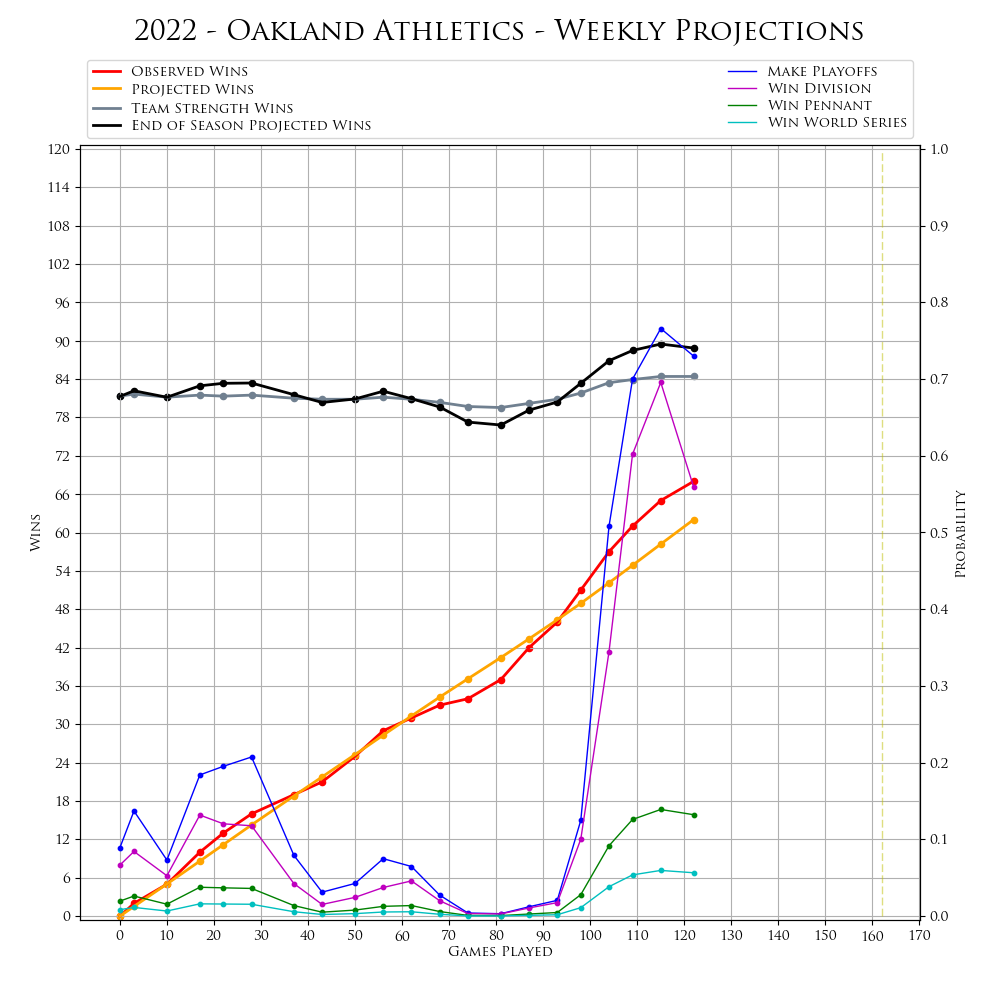 2022 - Oakland Athletics - Weekly Projections
Observed Wins
Projected Wins
Team Strength Wins
End of Season Projected Wins
Make Playoffs
Win Division
Win Pennant
Win World Series
120
114
108
102
96
90
84
78
72
66
60
54
48
42
36
30
24
18
12
6
0
Wins
1.0
0.9
0.8
0.7
0.6
0.5
0.4
0.3
0.2
0.1
0.0
Probability
0 10 20 30 40 50 60 70 80 90 100 110 120 130 140 150 160 170
Games Played